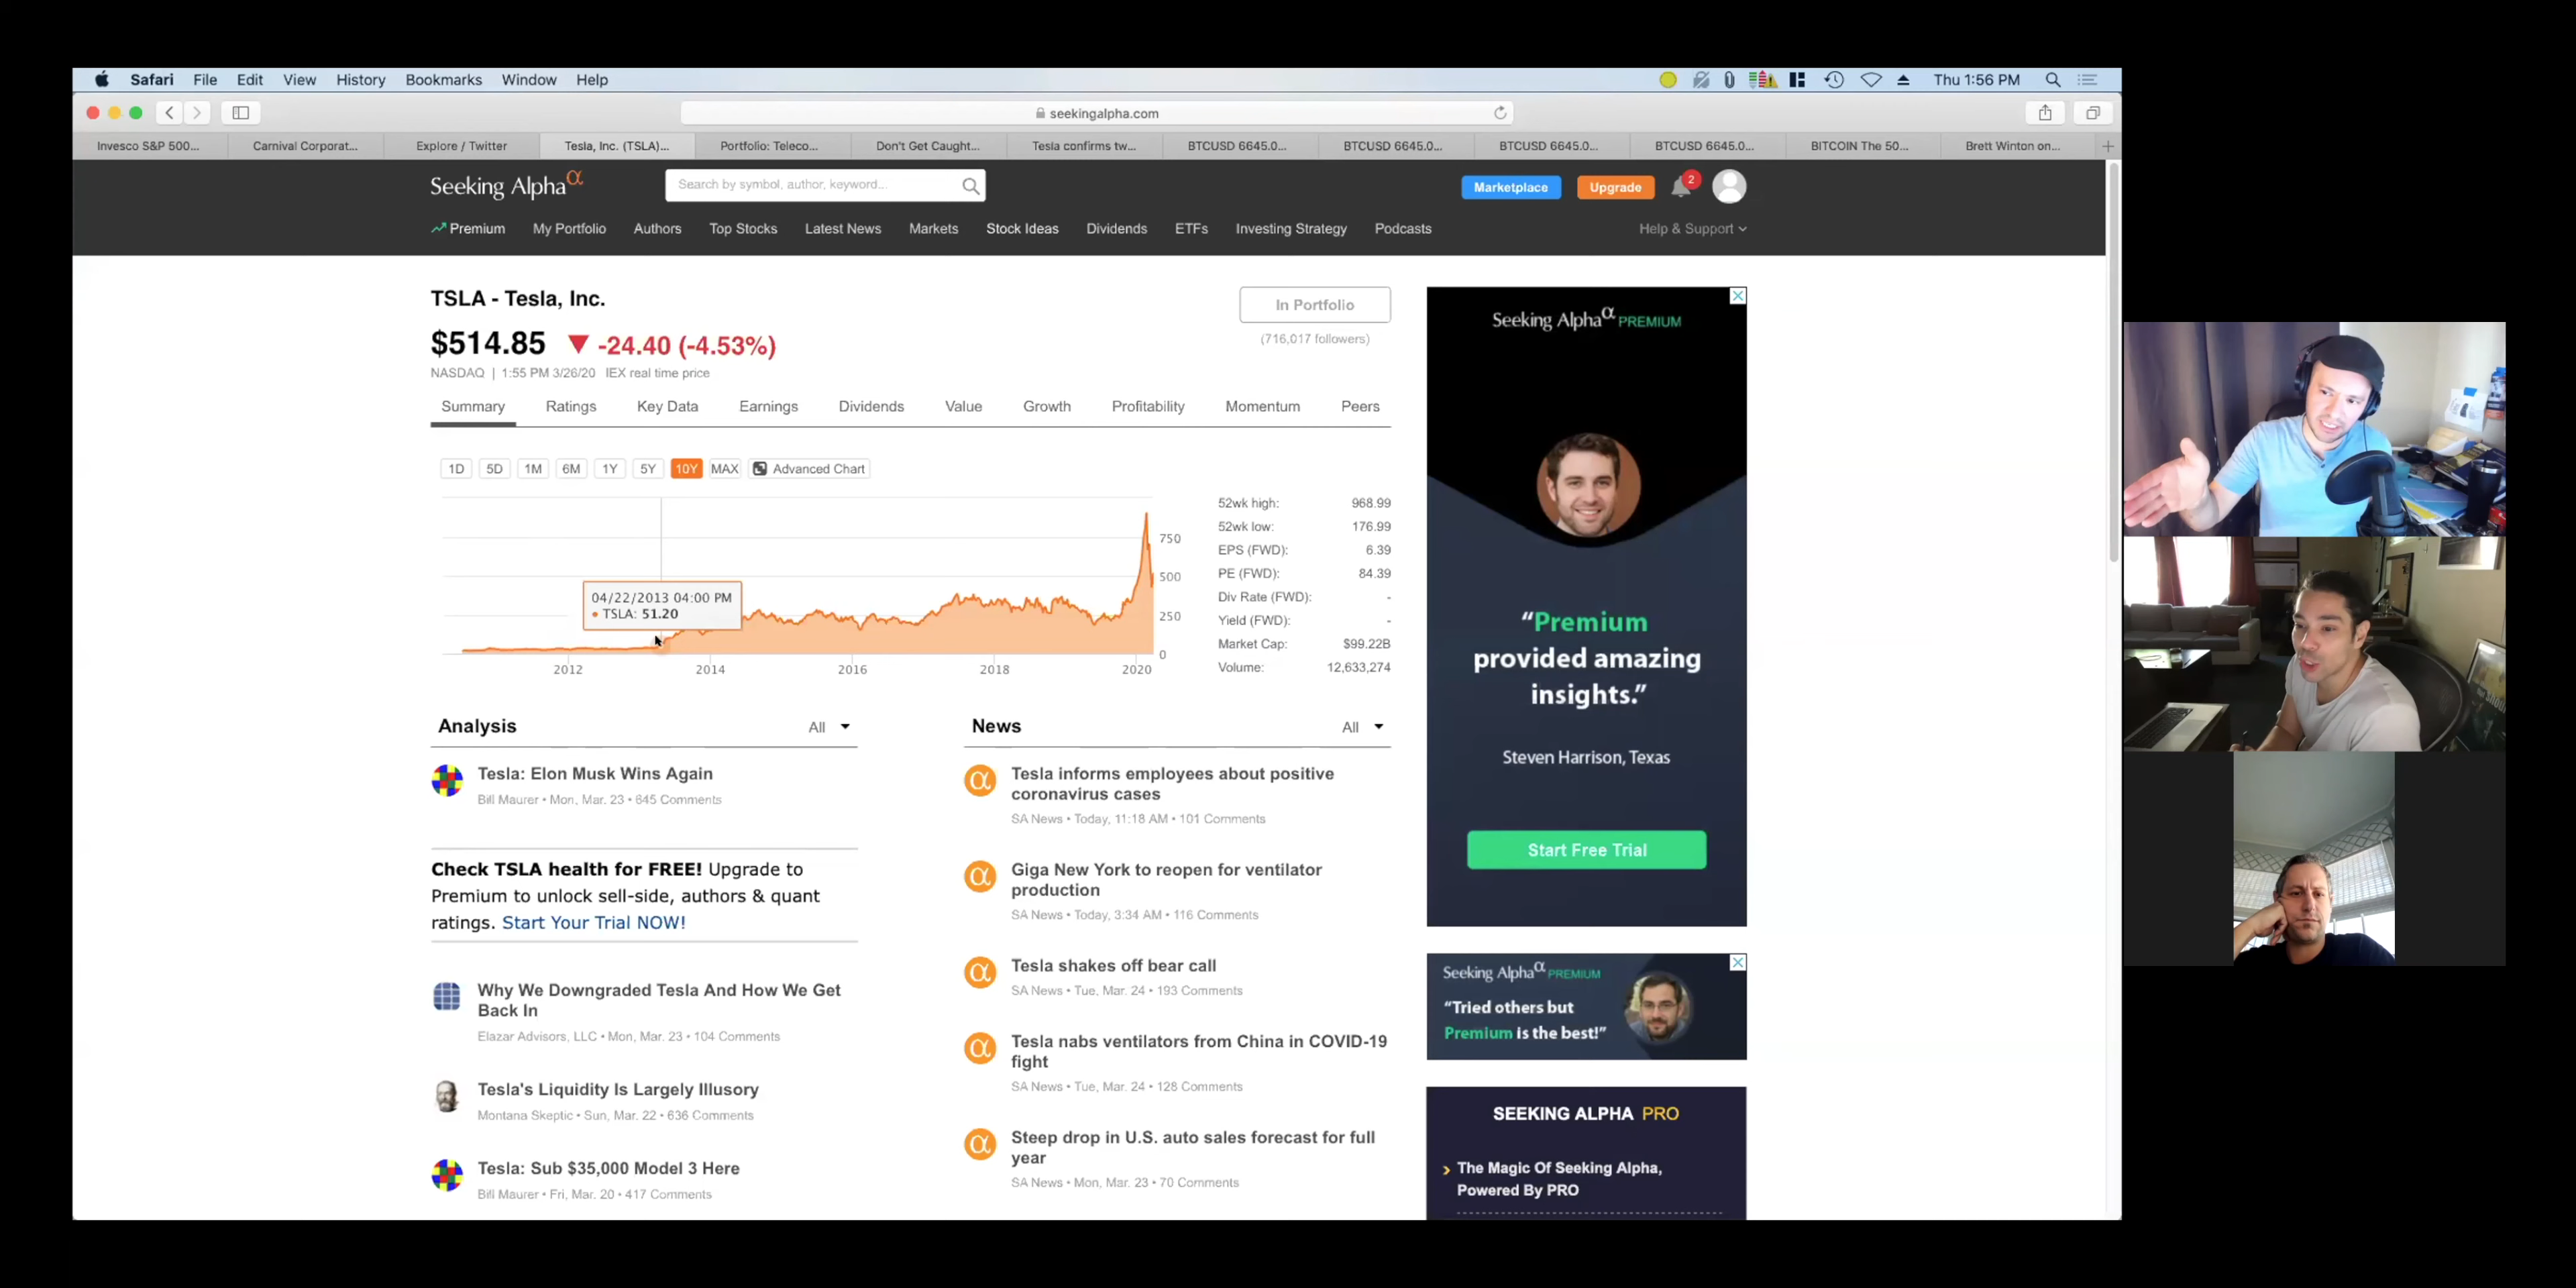 Safari File Edit View History Bookmarks Window Help
Thu 1:56 PM
seekingalpha.com
Invesco S&P 500...
Carnival Corporat...
Explore / Twitter
Tesla, Inc. (TSLA)...
Portfolio: Teleco...
Don't Get Caught...
Tesla confirms tw...
BTCUSD 6645.0...
BTCUSD 6645.0...
BTCUSD 6645.0...
BTCUSD 6645.0...
BITCOIN The 50...
Brett Winton on...
Seeking Alpha α
Search by symbol, author, keyword...
Marketplace
Upgrade
2
Premium My Portfolio Authors Top Stocks Latest News Markets Stock Ideas Dividends ETFs Investing Strategy Podcasts
Help & Support
TSLA - Tesla, Inc.
$514.85 ▼ -24.40 (-4.53%)
NASDAQ | 1:55 PM 3/26/20 IEX real time price
In Portfolio
(716,017 followers)
Summary Ratings Key Data Earnings Dividends Value Growth Profitability Momentum Peers
1D 5D 1M 6M 1Y 5Y 10Y MAX Advanced Chart
750
500
250
0
04/22/2013 04:00 PM
• TSLA: 51.20
2012 2014 2016 2018 2020
52wk high: 968.99
52wk low: 176.99
EPS (FWD): 6.39
PE (FWD): 84.39
Div Rate (FWD): -
Yield (FWD): -
Market Cap: $99.22B
Volume: 12,633,274
Analysis All
Tesla: Elon Musk Wins Again
Bill Maurer • Mon, Mar. 23 • 645 Comments
Check TSLA health for FREE! Upgrade to
Premium to unlock sell-side, authors & quant
ratings. Start Your Trial NOW!
Why We Downgraded Tesla And How We Get
Back In
Elazar Advisors, LLC • Mon, Mar. 23 • 104 Comments
Tesla's Liquidity Is Largely Illusory
Montana Skeptic • Sun, Mar. 22 • 636 Comments
Tesla: Sub $35,000 Model 3 Here
Bill Maurer • Fri, Mar. 20 • 417 Comments
News All
α
Tesla informs employees about positive
coronavirus cases
SA News • Today, 11:18 AM • 101 Comments
α
Giga New York to reopen for ventilator
production
SA News • Today, 3:34 AM • 116 Comments
α
Tesla shakes off bear call
SA News • Tue, Mar. 24 • 193 Comments
α
Tesla nabs ventilators from China in COVID-19
fight
SA News • Tue, Mar. 24 • 128 Comments
α
Steep drop in U.S. auto sales forecast for full
year
SA News • Mon, Mar. 23 • 70 Comments
Seeking Alpha α PREMIUM
“Premium
provided amazing
insights.”
Steven Harrison, Texas
Start Free Trial
Seeking Alpha α PREMIUM
“Tried others but
Premium is the best!”
SEEKING ALPHA PRO
The Magic Of Seeking Alpha,
Powered By PRO